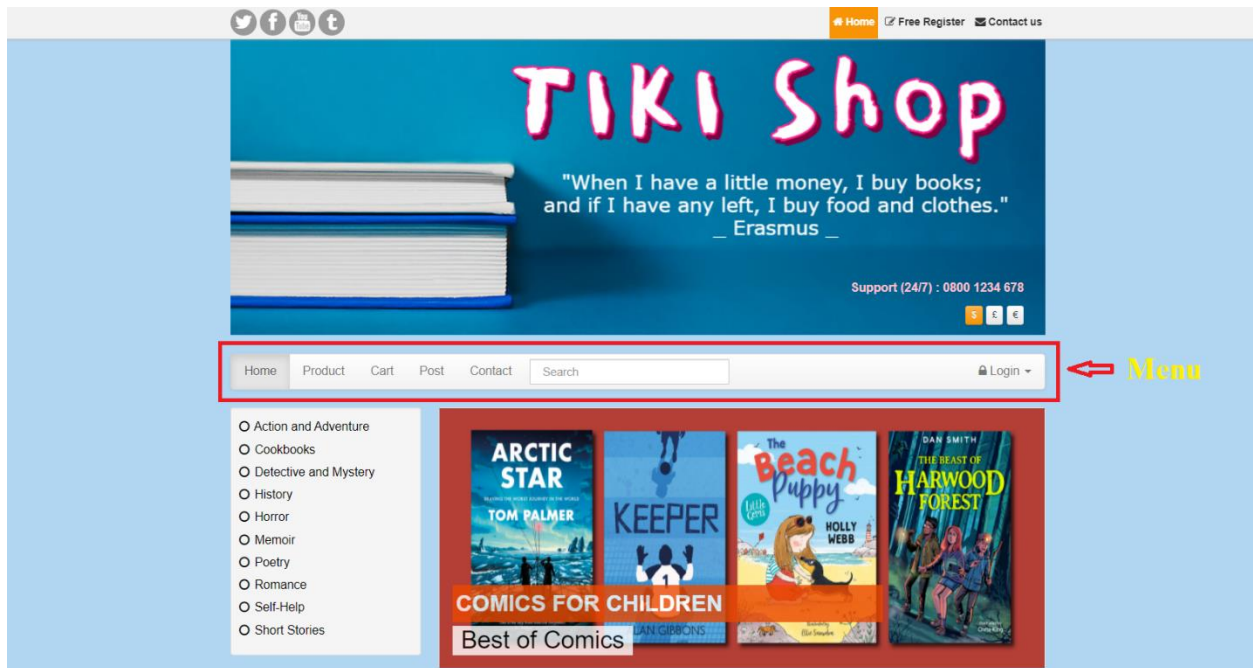 Home Free Register Contact us
TIKI Shop
"When I have a little money, I buy books;
and if I have any left, I buy food and clothes."
_ Erasmus _
Support (24/7) : 0800 1234 678
$ £ €
Home Product Cart Post Contact Search Login
Menu
Action and Adventure
Cookbooks
Detective and Mystery
History
Horror
Memoir
Poetry
Romance
Self-Help
Short Stories
ARCTIC
STAR
TOM PALMER
KEEPER
1
The
Beach
Puppy
Little
Gems
HOLLY
WEBB
DAN SMITH
THE BEAST OF
HARWOOD
FOREST
COMICS FOR CHILDREN
Best of Comics
GIBBONS